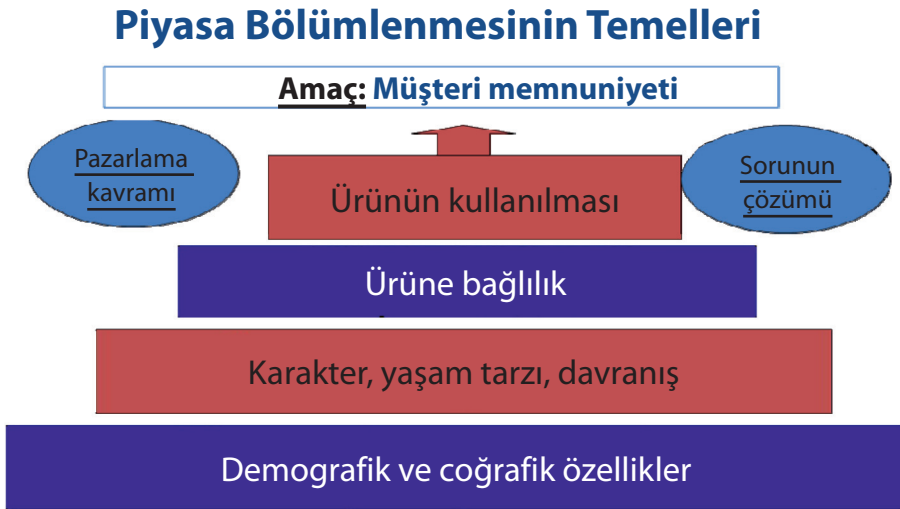 Piyasa Bölümlenmesinin Temelleri
Amaç: Müşteri memnuniyeti
Pazarlama
kavramı
Sorunun
çözümü
Ürünün kullanılması
Ürüne bağlılık
Karakter, yaşam tarzı, davranış
Demografik ve coğrafik özellikler